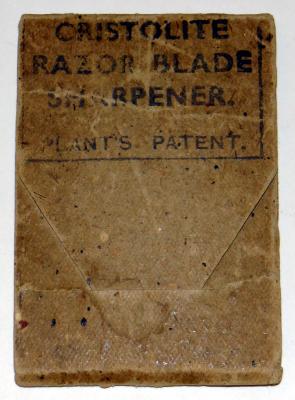 CRISTOLITE
RAZOR BLADE
SHARPENER.
PLANT'S PATENT.